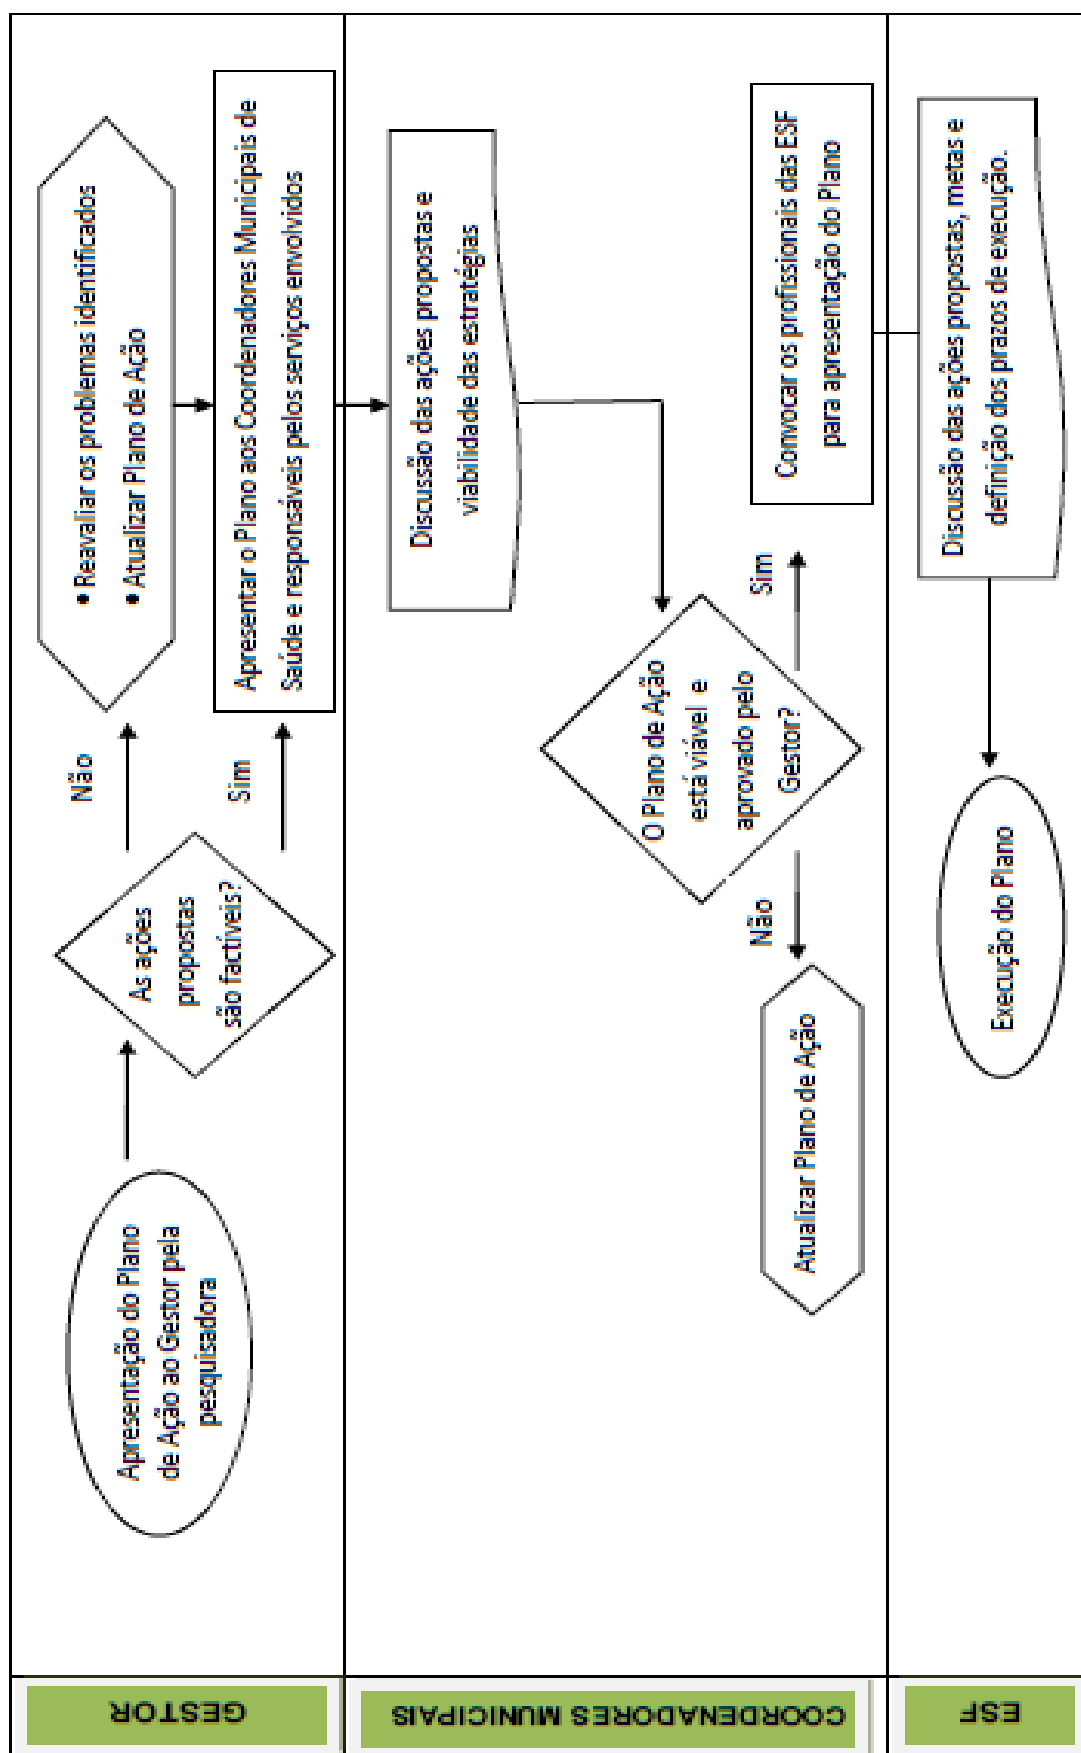 GESTOR
Apresentação do Plano
de Ação ao Gestor pela
pesquisadora
As ações
propostas
são factíveis?
Não
Sim
• Reavaliar os problemas identificados
• Atualizar Plano de Ação
Apresentar o Plano aos Coordenadores Municipais de
Saúde e responsáveis pelos serviços envolvidos
COORDENADORES MUNICIPAIS
Discussão das ações propostas e
viabilidade das estratégias
O Plano de Ação
está viável e
aprovado pelo
Gestor?
Não
Sim
Atualizar Plano de Ação
Convocar os profissionais das ESF
para apresentação do Plano
ESF
Discussão das ações propostas, metas e
definição dos prazos de execução.
Execução do Plano